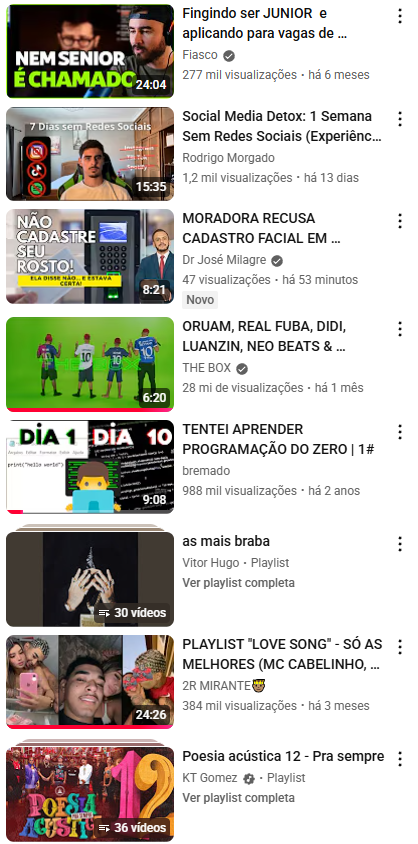 Fingindo ser JUNIOR e
aplicando para vagas de ...
NEM SENIOR
É CHAMADO
24:04
Fiasco
277 mil visualizações • há 6 meses
Social Media Detox: 1 Semana
Sem Redes Sociais (Experiênc...
7 Dias sem Redes Sociais
15:35
Rodrigo Morgado
1,2 mil visualizações • há 13 dias
MORADORA RECUSA
CADASTRO FACIAL EM ...
NÃO
CADASTRE
SEU
ROSTO!
ELA DISSE NÃO... E ESTAVA
CERTA!
8:21
Dr José Milagre
47 visualizações • há 53 minutos
Novo
ORUAM, REAL FUBA, DIDI,
LUANZIN, NEO BEATS & ...
10
10
6:20
THE BOX
28 mi de visualizações • há 1 mês
TENTEI APRENDER
PROGRAMAÇÃO DO ZERO | 1#
DIA 1
DIA 10
print("hello world")
9:08
bremado
988 mil visualizações • há 2 anos
as mais braba
Vitor Hugo • Playlist
Ver playlist completa
30 vídeos
PLAYLIST "LOVE SONG" - SÓ AS
MELHORES (MC CABELINHO, ...
24:26
2R MIRANTE
384 mil visualizações • há 3 meses
Poesia acústica 12 - Pra sempre
KT Gomez • Playlist
Ver playlist completa
POESIA
ACÚSTI
12
36 vídeos